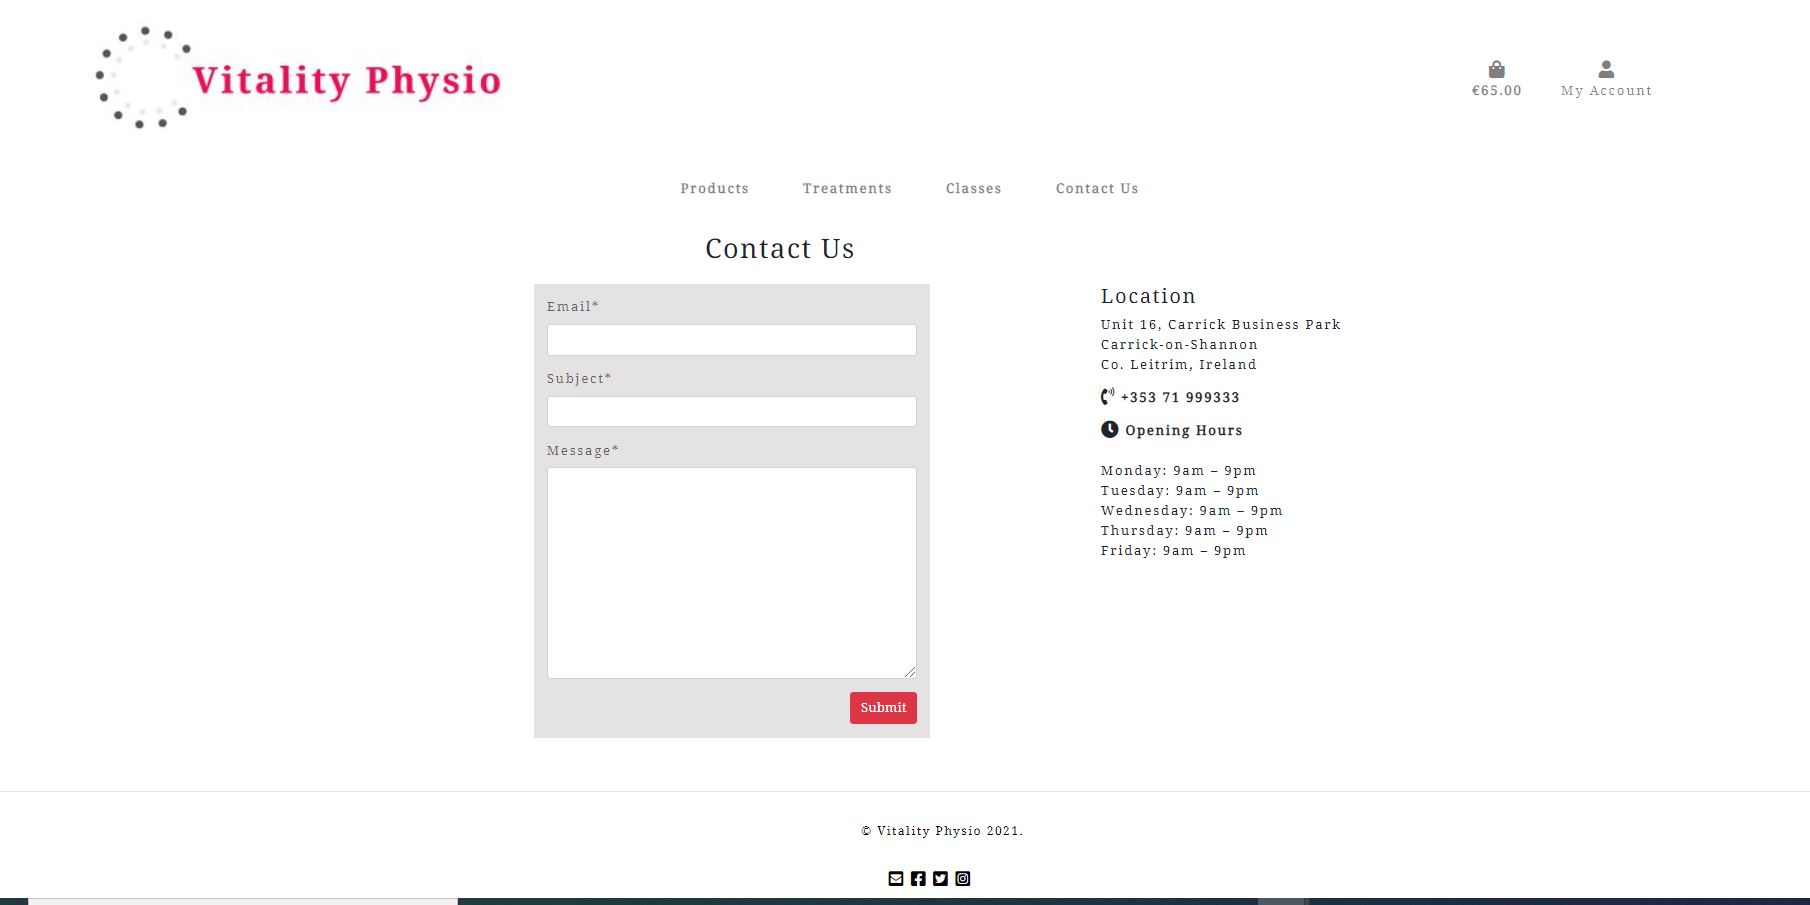 Vitality Physio
€65.00
My Account
Products
Treatments
Classes
Contact Us
Contact Us
Email*
Subject*
Message*
Submit
Location
Unit 16, Carrick Business Park
Carrick-on-Shannon
Co. Leitrim, Ireland
+353 71 999333
Opening Hours
Monday: 9am – 9pm
Tuesday: 9am – 9pm
Wednesday: 9am – 9pm
Thursday: 9am – 9pm
Friday: 9am – 9pm
© Vitality Physio 2021.